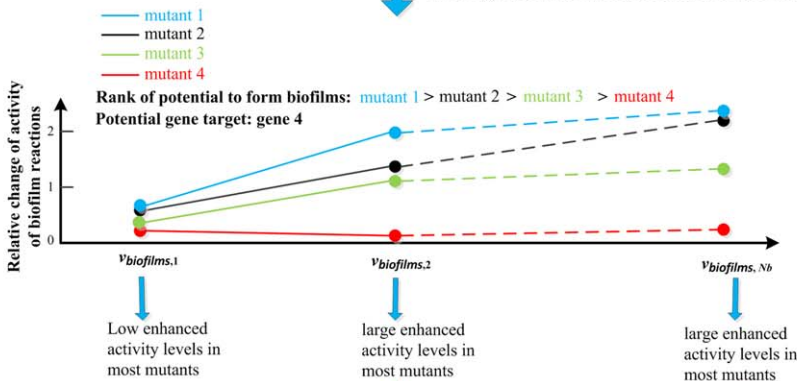 mutant 1
mutant 2
mutant 3
mutant 4
Rank of potential to form biofilms: mutant 1 > mutant 2 > mutant 3 > mutant 4
Potential gene target: gene 4
Relative change of activity
of biofilm reactions
2
1
0
vbiofilms,1
vbiofilms,2
vbiofilms, Nb
Low enhanced
activity levels in
most mutants
large enhanced
activity levels in
most mutants
large enhanced
activity levels in
most mutants